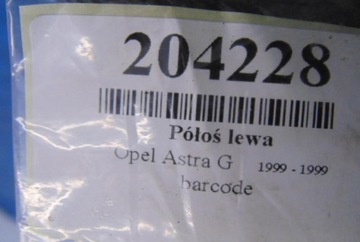 204228
Półoś lewa
Opel Astra G 1999 - 1999
barcode